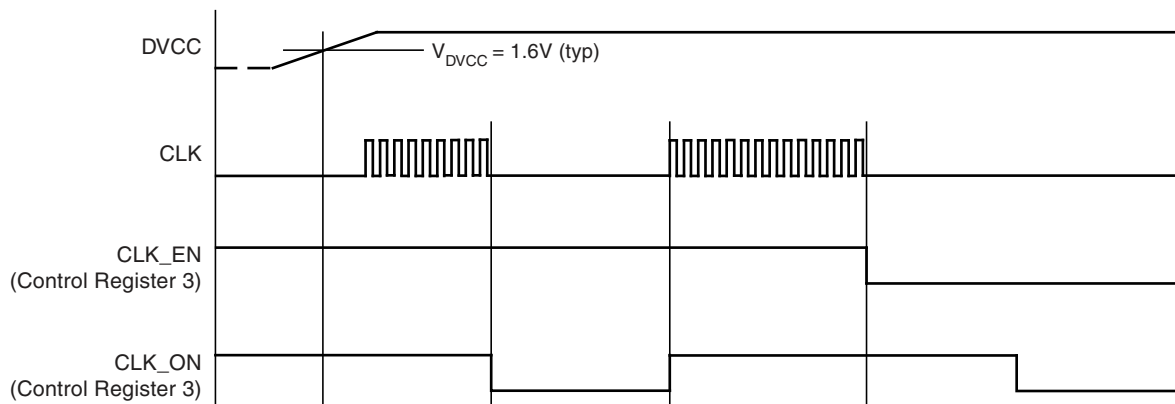 DVCC
V_DVCC = 1.6V (typ)
CLK
CLK_EN
(Control Register 3)
CLK_ON
(Control Register 3)